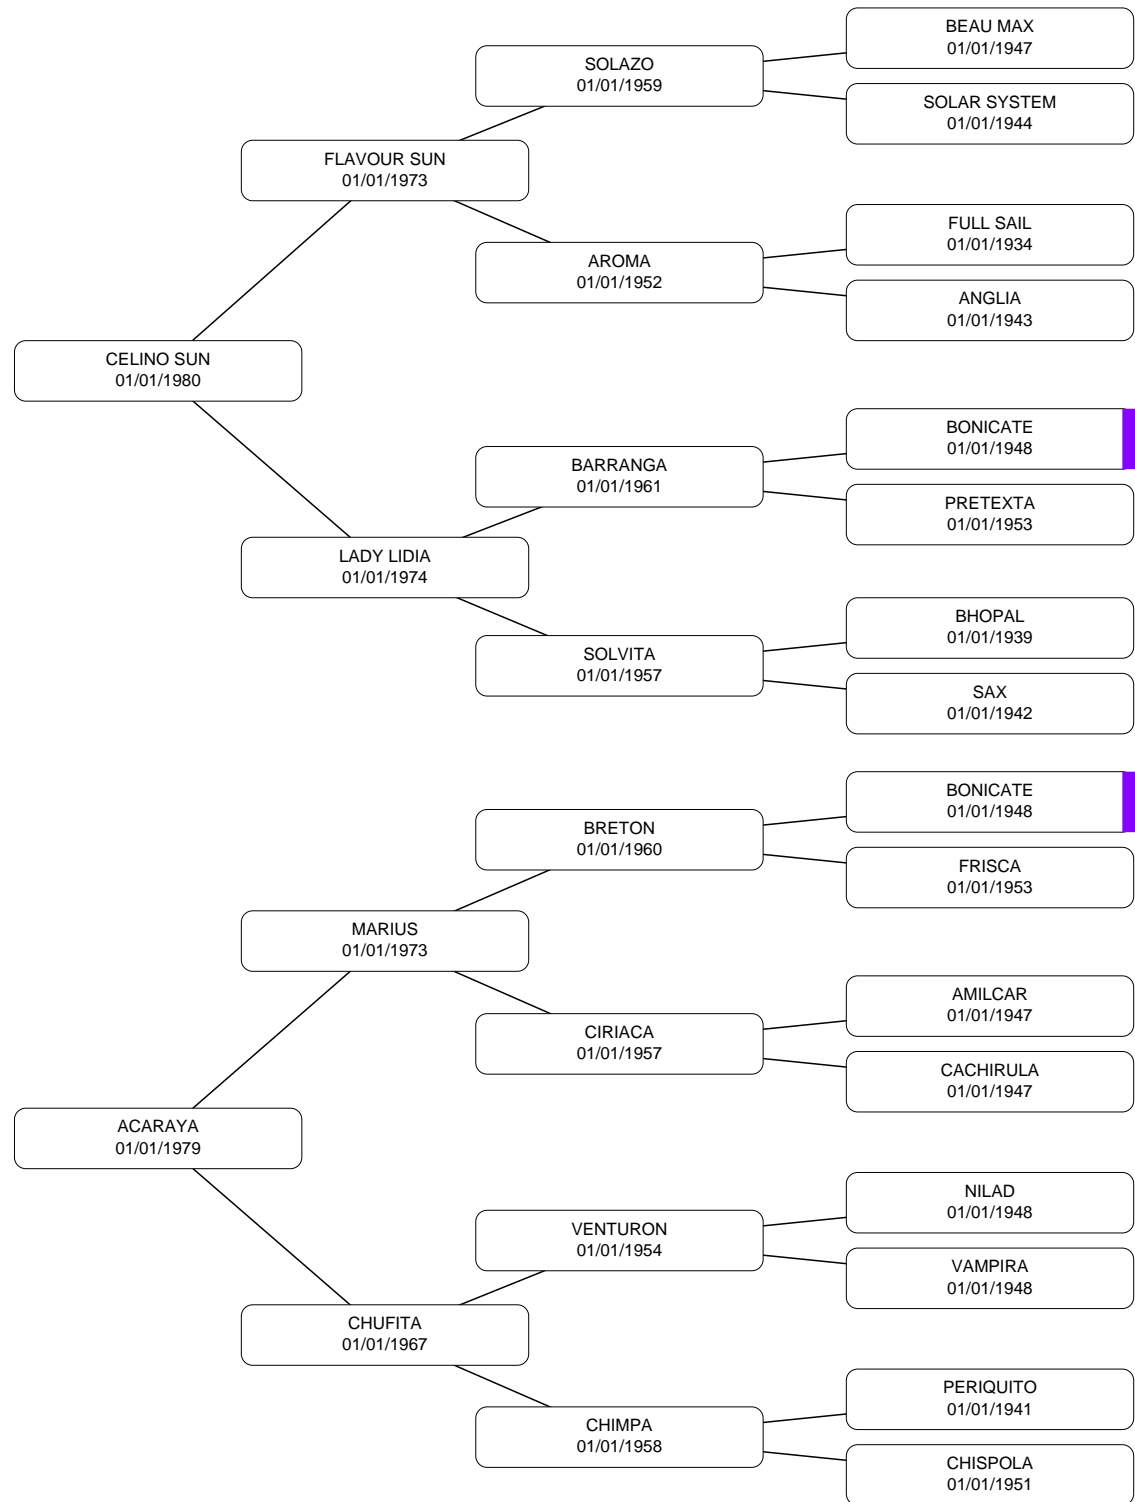 BEAU MAX
01/01/1947
SOLAZO
01/01/1959
SOLAR SYSTEM
01/01/1944
FLAVOUR SUN
01/01/1973
FULL SAIL
01/01/1934
AROMA
01/01/1952
ANGLIA
01/01/1943
CELINO SUN
01/01/1980
BONICATE
01/01/1948
BARRANGA
01/01/1961
PRETEXTA
01/01/1953
LADY LIDIA
01/01/1974
BHOPAL
01/01/1939
SOLVITA
01/01/1957
SAX
01/01/1942
BONICATE
01/01/1948
BRETON
01/01/1960
FRISCA
01/01/1953
MARIUS
01/01/1973
AMILCAR
01/01/1947
CIRIACA
01/01/1957
CACHIRULA
01/01/1947
ACARAYA
01/01/1979
NILAD
01/01/1948
VENTURON
01/01/1954
VAMPIRA
01/01/1948
CHUFITA
01/01/1967
PERIQUITO
01/01/1941
CHIMPA
01/01/1958
CHISPOLA
01/01/1951